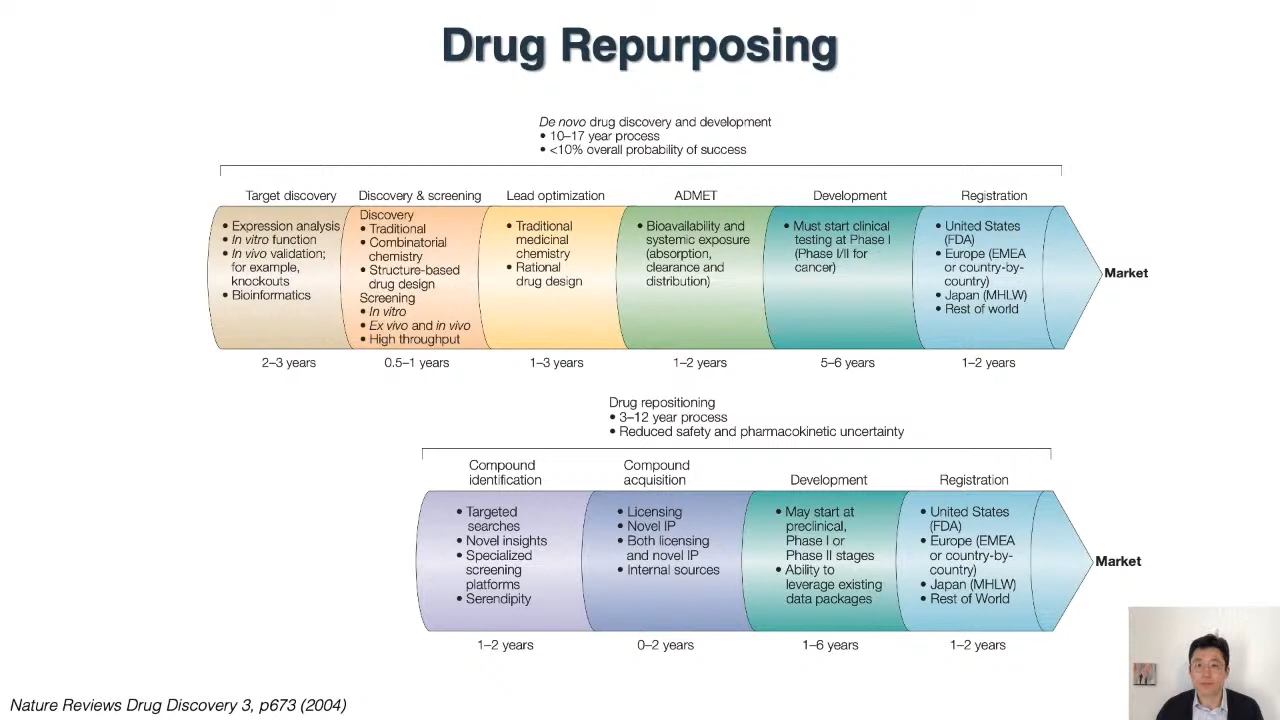 Drug Repurposing
De novo drug discovery and development
• 10–17 year process
• <10% overall probability of success
Target discovery
• Expression analysis
• In vitro function
• In vivo validation;
for example,
knockouts
• Bioinformatics
2–3 years
Discovery & screening
Discovery
• Traditional
• Combinatorial
chemistry
• Structure-based
drug design
Screening
• In vitro
• Ex vivo and in vivo
• High throughput
0.5–1 years
Lead optimization
• Traditional
medicinal
chemistry
• Rational
drug design
1–3 years
ADMET
• Bioavailability and
systemic exposure
(absorption,
clearance and
distribution)
1–2 years
Development
• Must start clinical
testing at Phase I
(Phase I/II for
cancer)
5–6 years
Registration
• United States
(FDA)
• Europe (EMEA
or country-by-
country)
• Japan (MHLW)
• Rest of world
1–2 years
Market
Drug repositioning
• 3–12 year process
• Reduced safety and pharmacokinetic uncertainty
Compound
identification
• Targeted
searches
• Novel insights
• Specialized
screening
platforms
• Serendipity
1–2 years
Compound
acquisition
• Licensing
• Novel IP
• Both licensing
and novel IP
• Internal sources
0–2 years
Development
• May start at
preclinical,
Phase I or
Phase II stages
• Ability to
leverage existing
data packages
1–6 years
Registration
• United States
(FDA)
• Europe (EMEA
or country-by-
country)
• Japan (MHLW)
• Rest of World
1–2 years
Market
Nature Reviews Drug Discovery 3, p673 (2004)